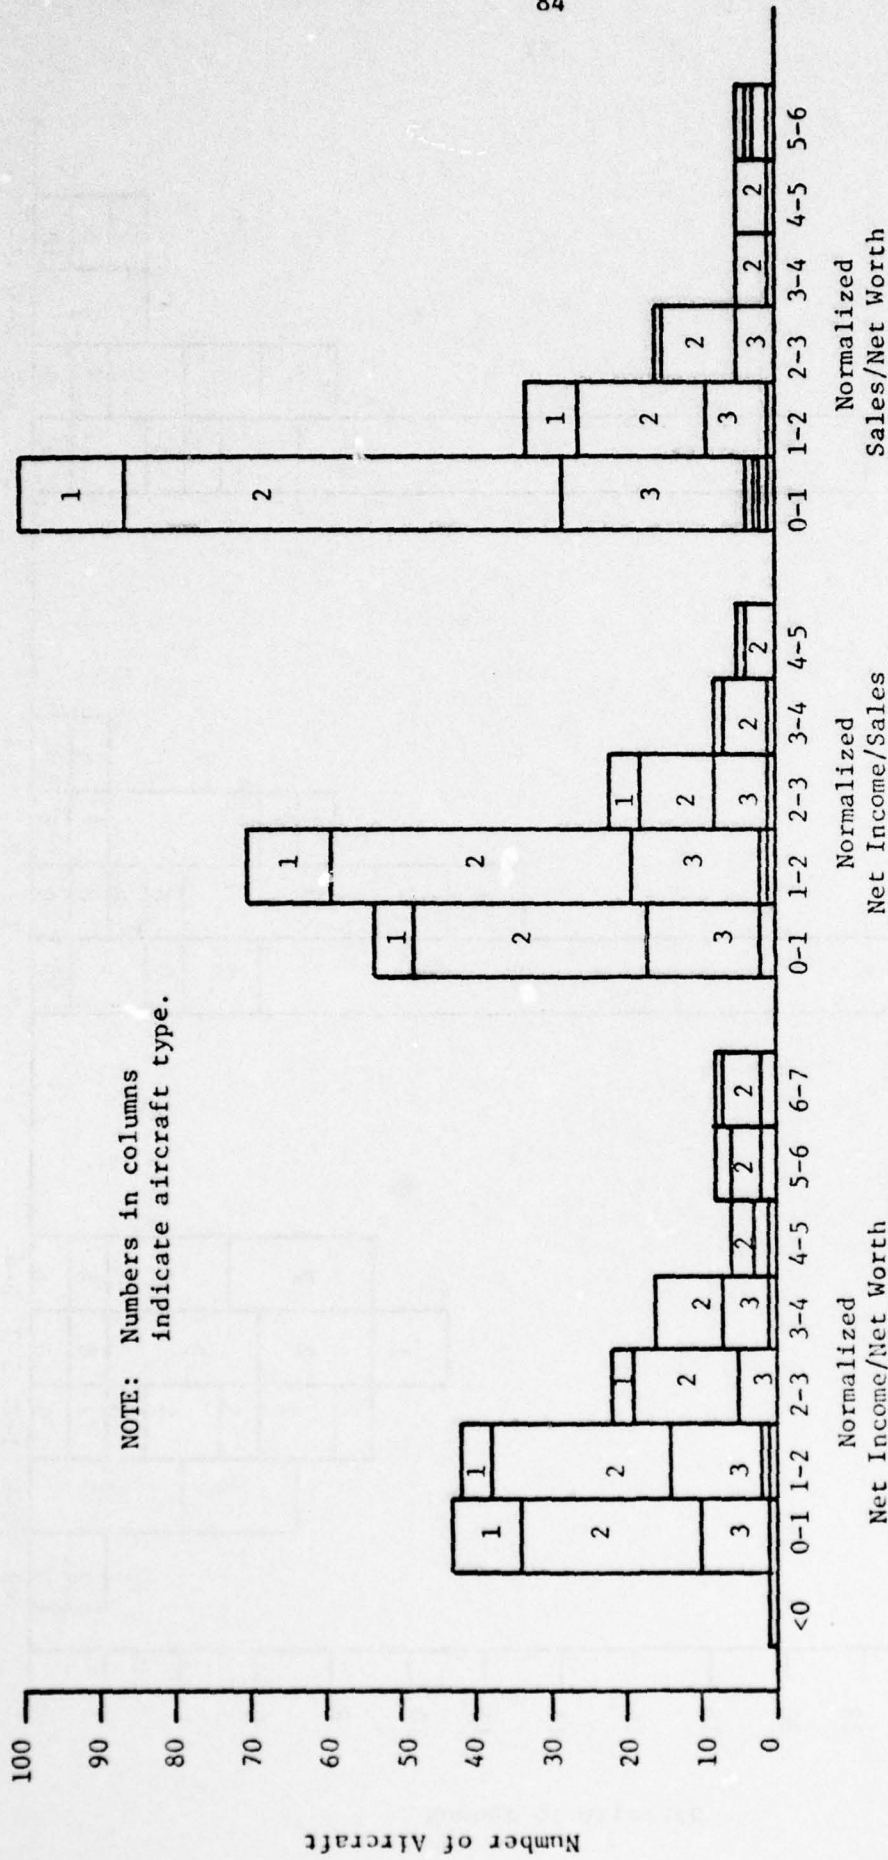 84
Number of Aircraft
100
90
80
70
60
50
40
30
20
10
0
NOTE: Numbers in columns
indicate aircraft type.
1 1 1
2 2 2 2 2 2 2
3 3 3 3
<0 0-1 1-2 2-3 3-4 4-5 5-6 6-7
Normalized
Net Income/Net Worth
1 1 1
2 2 2 2 2
3 3 3
0-1 1-2 2-3 3-4 4-5
Normalized
Net Income/Sales
1 1
2 2 2 2 2
3 3 3
0-1 1-2 2-3 3-4 4-5 5-6
Normalized
Sales/Net Worth